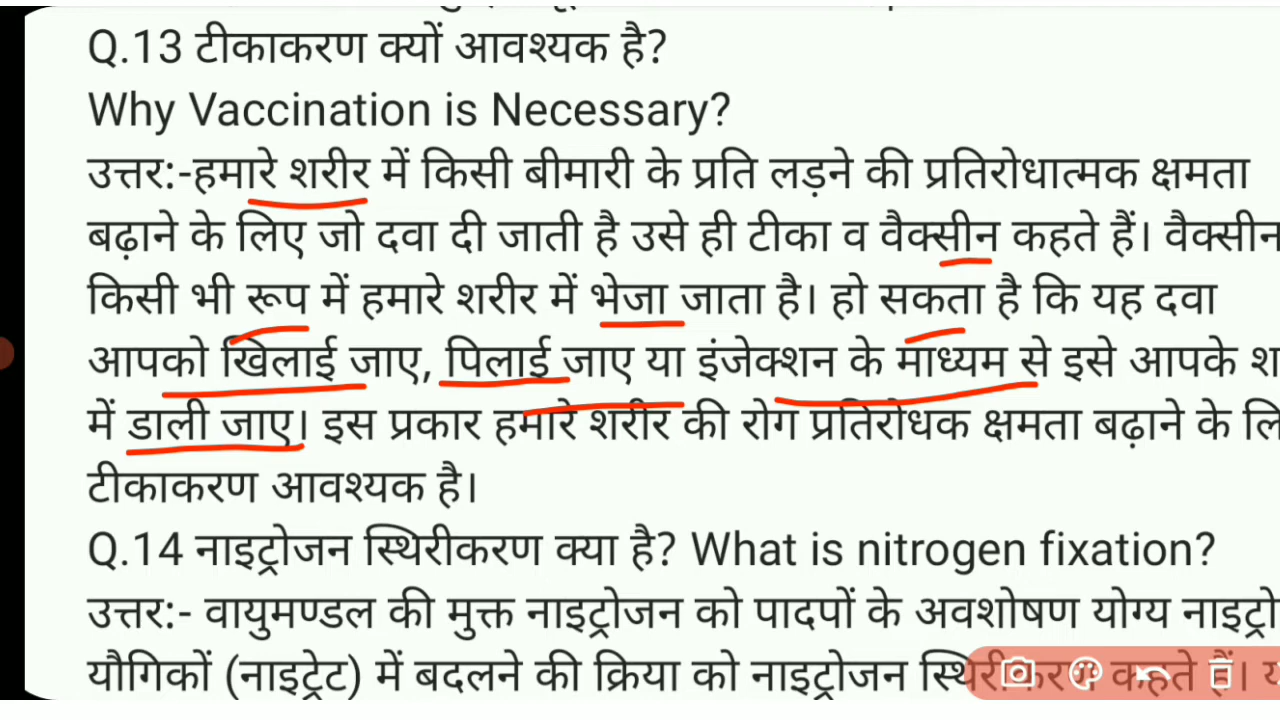 Q.13 टीकाकरण क्यों आवश्यक है?
Why Vaccination is Necessary?
उत्तर:-हमारे शरीर में किसी बीमारी के प्रति लड़ने की प्रतिरोधात्मक क्षमता
बढ़ाने के लिए जो दवा दी जाती है उसे ही टीका व वैक्सीन कहते हैं। वैक्सीन
किसी भी रूप में हमारे शरीर में भेजा जाता है। हो सकता है कि यह दवा
आपको खिलाई जाए, पिलाई जाए या इंजेक्शन के माध्यम से इसे आपके श
में डाली जाए। इस प्रकार हमारे शरीर की रोग प्रतिरोधक क्षमता बढ़ाने के लि
टीकाकरण आवश्यक है।
Q.14 नाइट्रोजन स्थिरीकरण क्या है? What is nitrogen fixation?
उत्तर:- वायुमण्डल की मुक्त नाइट्रोजन को पादपों के अवशोषण योग्य नाइट्रो
यौगिकों (नाइट्रेट) में बदलने की क्रिया को नाइट्रोजन स्थिरीकरण कहते हैं।